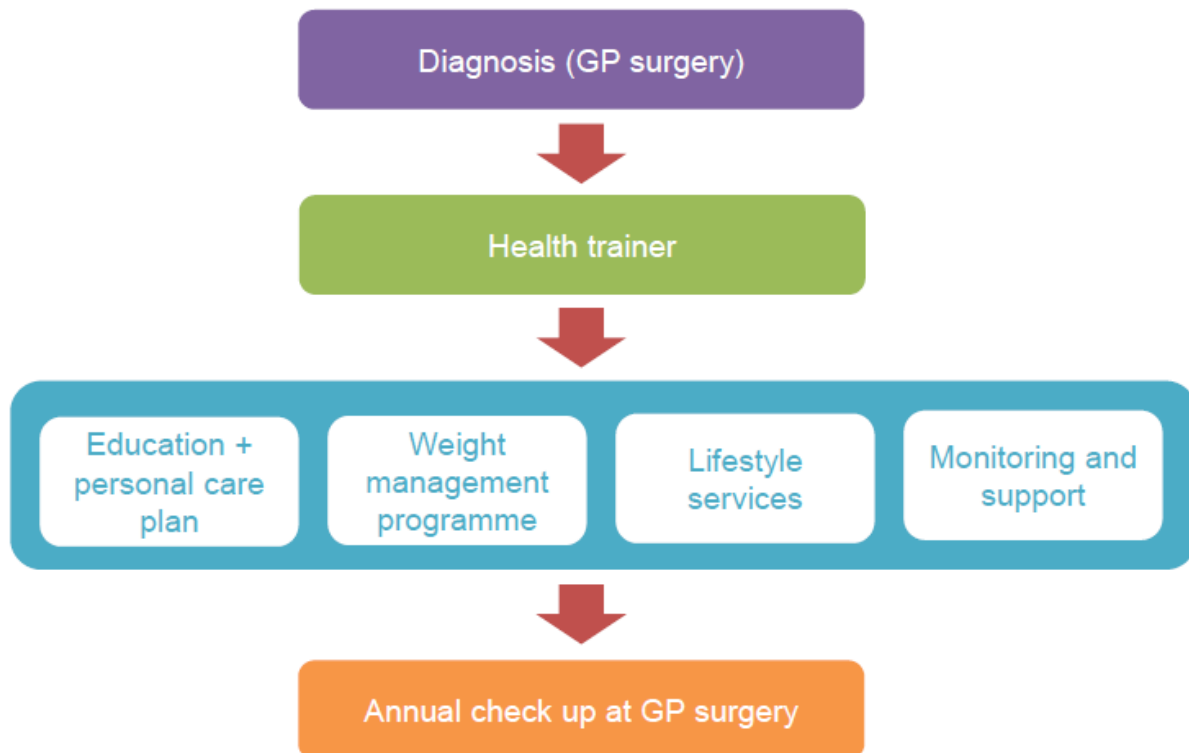 Diagnosis (GP surgery)
Health trainer
Education +
personal care
plan
Weight
management
programme
Lifestyle
services
Monitoring and
support
Annual check up at GP surgery